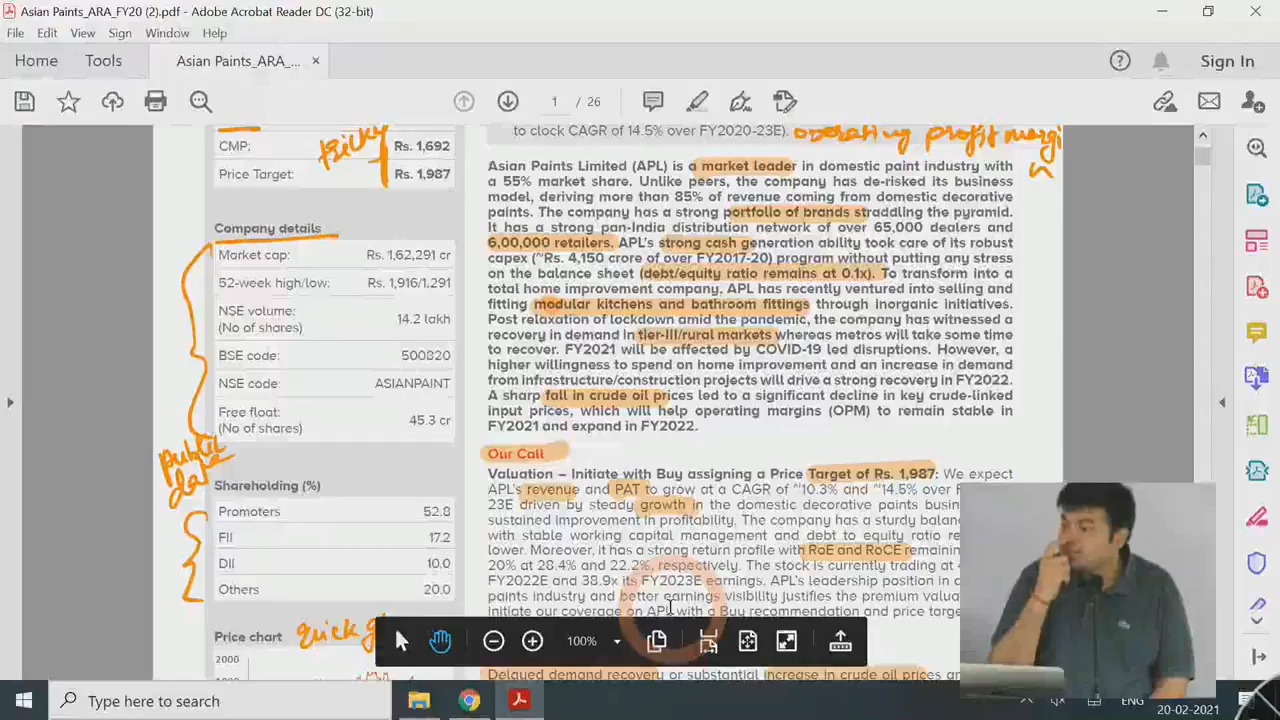 Asian Paints_ARA_FY20 (2).pdf - Adobe Acrobat Reader DC (32-bit)
File Edit View Sign Window Help
Home Tools Asian Paints_ARA_... × Sign In
1 / 26
to clock CAGR of 14.5% over FY2020-23E). operating profit margin
CMP: Rs. 1,692
tricky
Price Target: Rs. 1,987
Asian Paints Limited (APL) is a market leader in domestic paint industry with
a 55% market share. Unlike peers, the company has de-risked its business
model, deriving more than 85% of revenue coming from domestic decorative
paints. The company has a strong portfolio of brands straddling the pyramid.
It has a strong pan-India distribution network of over 65,000 dealers and
6,00,000 retailers. APL's strong cash generation ability took care of its robust
capex (~Rs. 4,150 crore of over FY2017-20) program without putting any stress
on the balance sheet (debt/equity ratio remains at 0.1x). To transform into a
total home improvement company, APL has recently ventured into selling and
fitting modular kitchens and bathroom fittings through inorganic initiatives.
Post relaxation of lockdown amid the pandemic, the company has witnessed a
recovery in demand in tier-III/rural markets whereas metros will take some time
to recover. FY2021 will be affected by COVID-19 led disruptions. However, a
higher willingness to spend on home improvement and an increase in demand
from infrastructure/construction projects will drive a strong recovery in FY2022.
A sharp fall in crude oil prices led to a significant decline in key crude-linked
input prices, which will help operating margins (OPM) to remain stable in
FY2021 and expand in FY2022.
Company details
Market cap: Rs. 1,62,291 cr
52-week high/low: Rs. 1,916/1,291
NSE volume:
(No of shares) 14.2 lakh
BSE code: 500820
NSE code: ASIANPAINT
Free float:
(No of shares) 45.3 cr
public
data
Shareholding (%)
Promoters 52.8
FII 17.2
DII 10.0
Others 20.0
Price chart quick
2000
Our Call
Valuation – Initiate with Buy assigning a Price Target of Rs. 1,987: We expect
APL's revenue and PAT to grow at a CAGR of ~10.3% and ~14.5% over
23E driven by steady growth in the domestic decorative paints
sustained improvement in profitability. The company has a sturdy
with stable working capital management and debt to equity ratio
lower. Moreover, it has a strong return profile with RoE and RoCE
20% at 28.4% and 22.2%, respectively. The stock is currently trading at
FY2022E and 38.9x its FY2023E earnings. APL's leadership position in
paints industry and better earnings visibility justifies the premium
initiate our coverage on APL with a Buy recommendation and price
100%
Delayed demand recovery or substantial increase in crude oil prices
Type here to search
ENG
20-02-2021